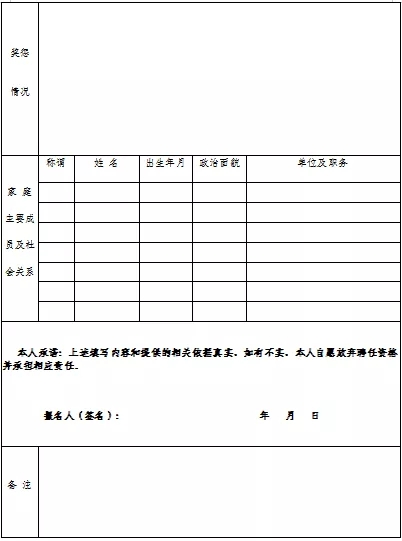 奖惩
情况
称谓 姓 名 出生年月 政治面貌 单位及职务
家 庭
主要成
员及社
会关系
本人承诺：上述填写内容和提供的相关依据真实。如有不实，本人自愿放弃聘任资格
并承担相应责任。
报名人（签名）： 年 月 日
备 注